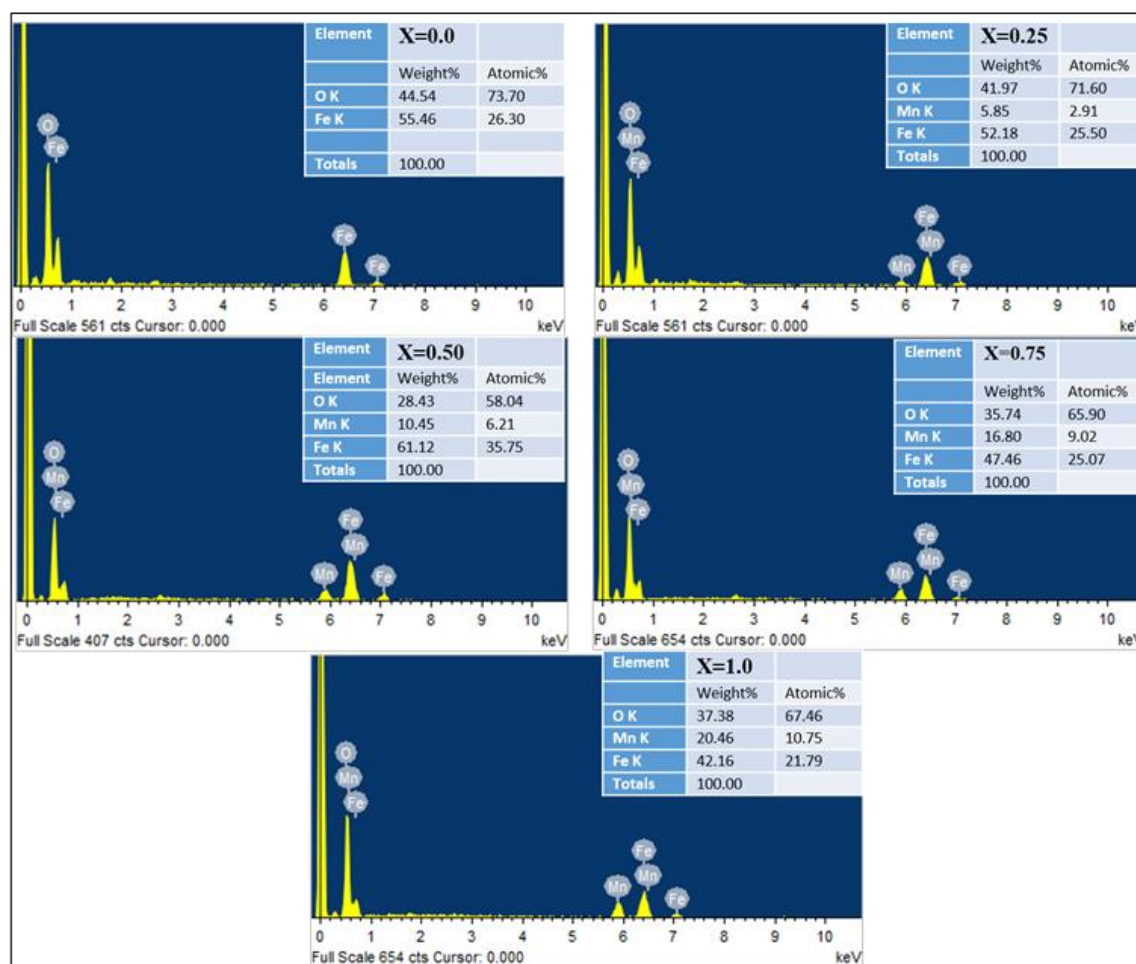 Element X=0.0
Weight% Atomic%
O K 44.54 73.70
Fe K 55.46 26.30
Totals 100.00
O
Fe
Fe
Fe
0 1 2 3 4 5 6 7 8 9 10
Full Scale 561 cts Cursor: 0.000 keV
Element X=0.25
Weight% Atomic%
O K 41.97 71.60
Mn K 5.85 2.91
Fe K 52.18 25.50
Totals 100.00
O
Mn
Fe
Fe
Mn Mn Fe
0 1 2 3 4 5 6 7 8 9 10
Full Scale 561 cts Cursor: 0.000 keV
Element X=0.50
Element Weight% Atomic%
O K 28.43 58.04
Mn K 10.45 6.21
Fe K 61.12 35.75
Totals 100.00
O
Mn
Fe
Fe
Mn
Mn Fe
0 1 2 3 4 5 6 7 8 9 10
Full Scale 407 cts Cursor: 0.000 keV
Element X=0.75
Weight% Atomic%
O K 35.74 65.90
Mn K 16.80 9.02
Fe K 47.46 25.07
Totals 100.00
O
Mn
Fe
Fe
Mn Mn
Fe
0 1 2 3 4 5 6 7 8 9 10
Full Scale 654 cts Cursor: 0.000 keV
Element X=1.0
Weight% Atomic%
O K 37.38 67.46
Mn K 20.46 10.75
Fe K 42.16 21.79
Totals 100.00
O
Mn
Fe
Fe
Mn Mn
Fe
0 1 2 3 4 5 6 7 8 9 10
Full Scale 654 cts Cursor: 0.000 keV